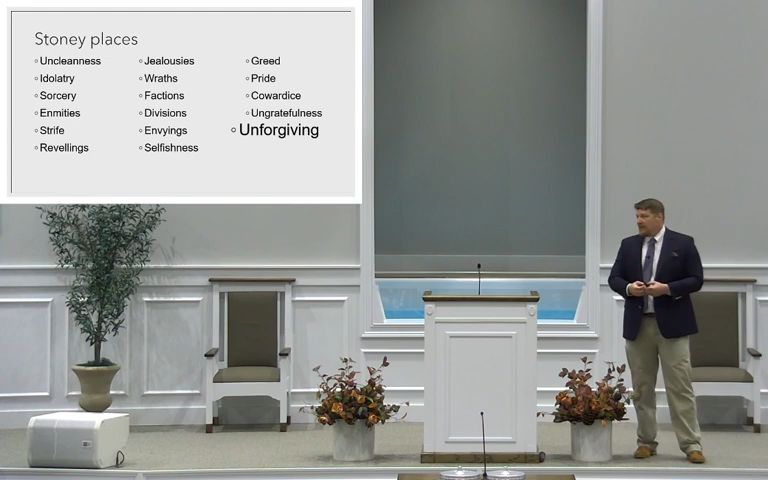 Stoney places
Uncleanness
Idolatry
Sorcery
Enmities
Strife
Revellings
Jealousies
Wraths
Factions
Divisions
Envyings
Selfishness
Greed
Pride
Cowardice
Ungratefulness
Unforgiving